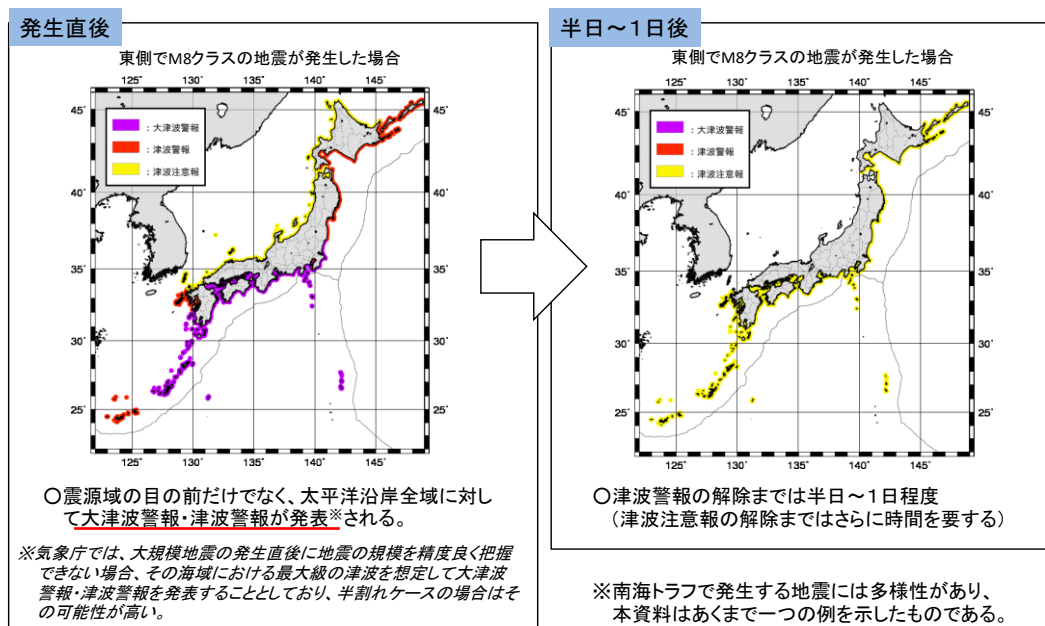 発生直後
東側でM8クラスの地震が発生した場合
125˚ 130˚ 135˚ 140˚ 145˚
45˚
40˚
35˚
30˚
25˚
：大津波警報
：津波警報
：津波注意報
125˚ 130˚ 135˚ 140˚ 145˚
〇震源域の目の前だけでなく、太平洋沿岸全域に対し
て大津波警報・津波警報が発表※される。
※気象庁では、大規模地震の発生直後に地震の規模を精度良く把握
できない場合、その海域における最大級の津波を想定して大津波
警報・津波警報を発表することとしており、半割れケースの場合はそ
の可能性が高い。
半日～１日後
東側でM8クラスの地震が発生した場合
125˚ 130˚ 135˚ 140˚ 145˚
45˚
40˚
35˚
30˚
25˚
：大津波警報
：津波警報
：津波注意報
125˚ 130˚ 135˚ 140˚ 145˚
〇津波警報の解除までは半日～１日程度
（津波注意報の解除まではさらに時間を要する）
※南海トラフで発生する地震には多様性があり、
本資料はあくまで一つの例を示したものである。